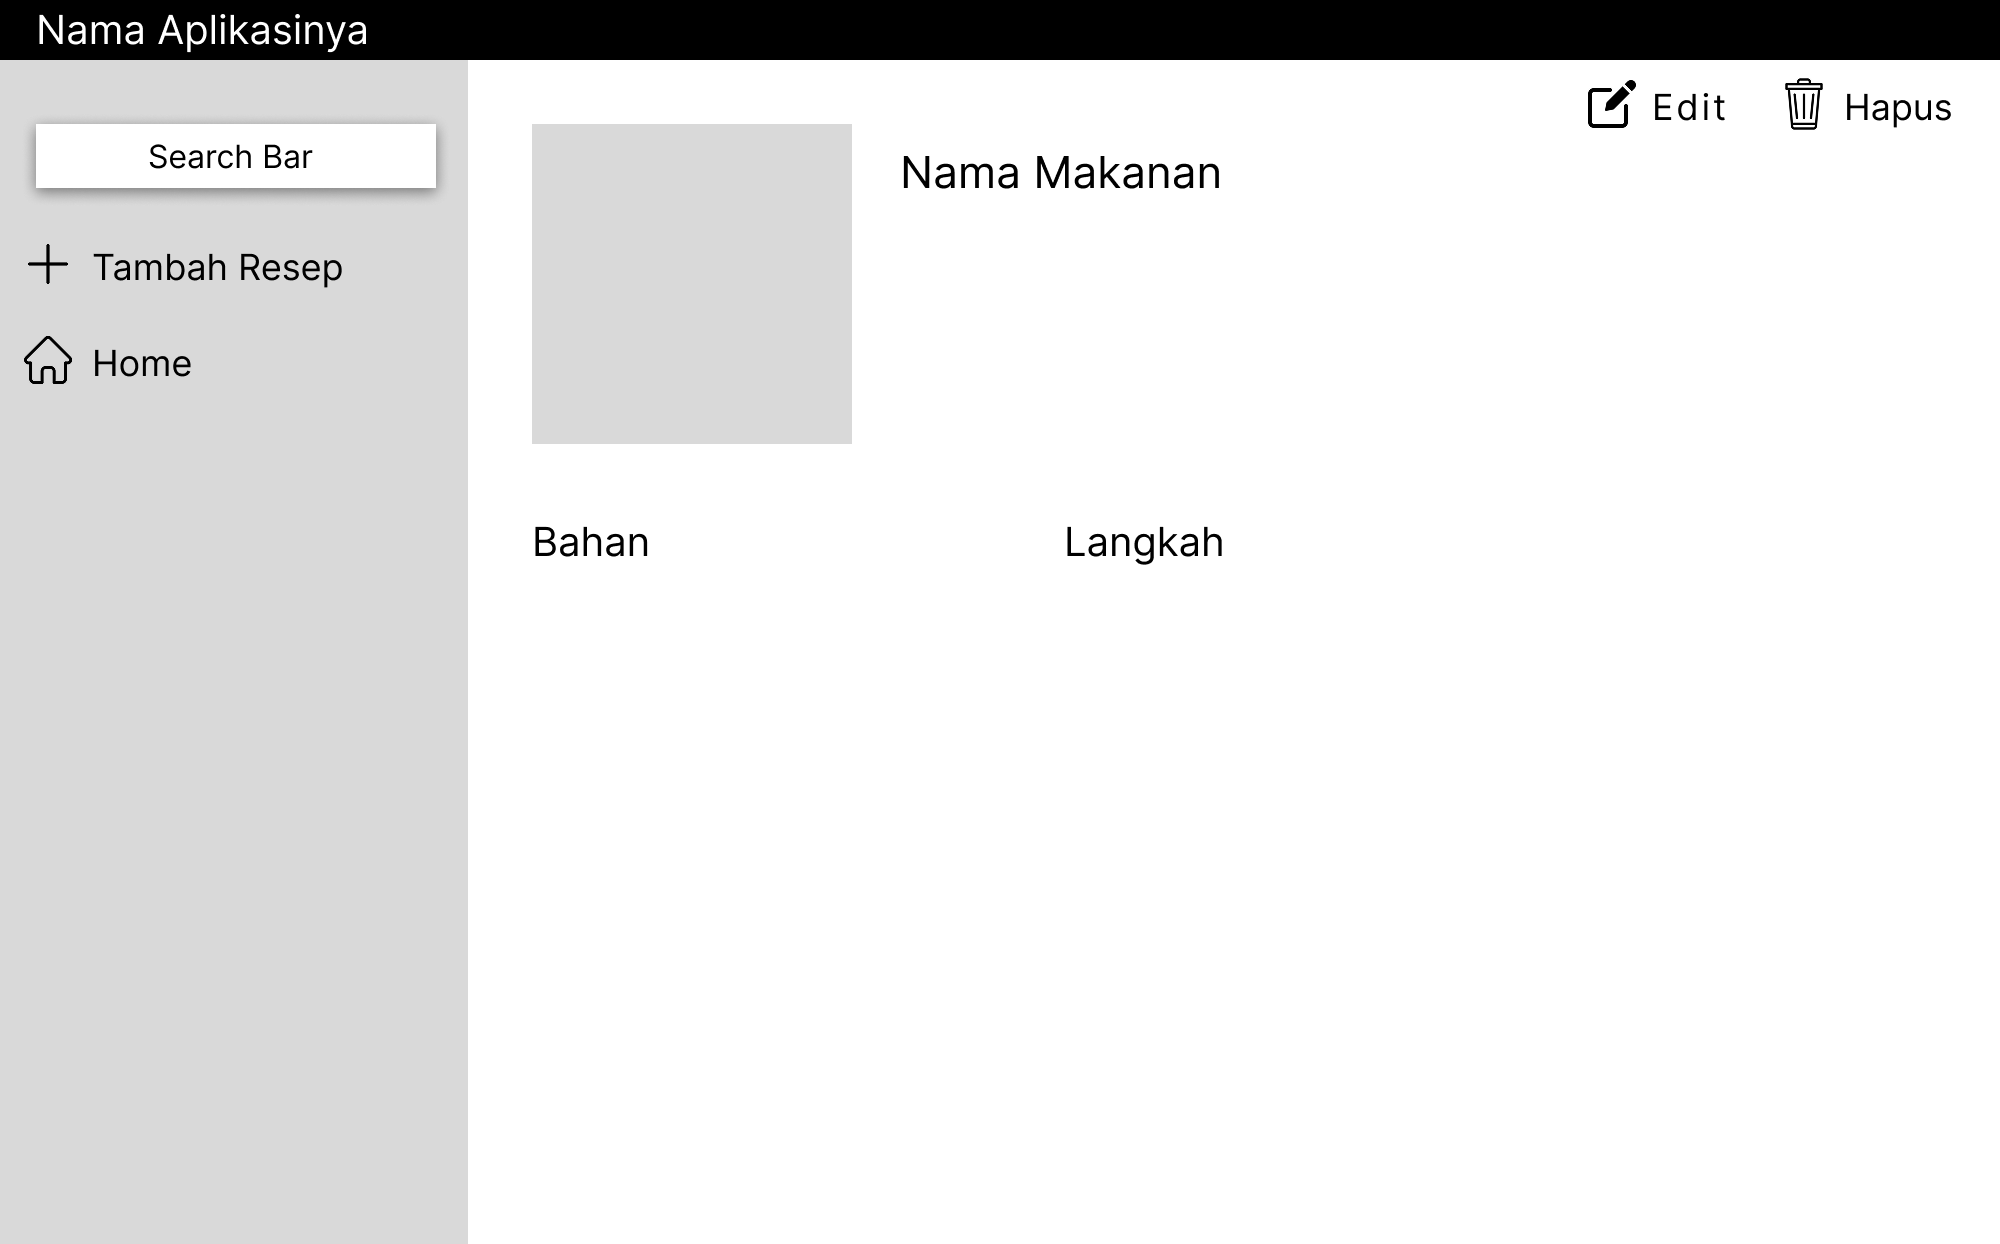 Nama Aplikasinya
Search Bar
Tambah Resep
Home
Edit
Hapus
Nama Makanan
Bahan
Langkah